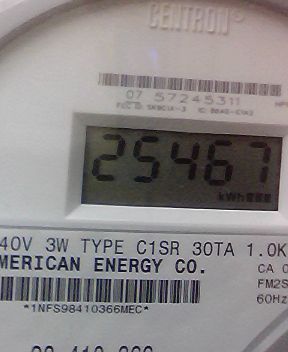 CENTRON®
07 57245311
25467
kWh
40V 3W TYPE C1SR 30TA 1.0K
MERICAN ENERGY CO.
CA 0
FM2S
60Hz
*1NFS98410366MEC*